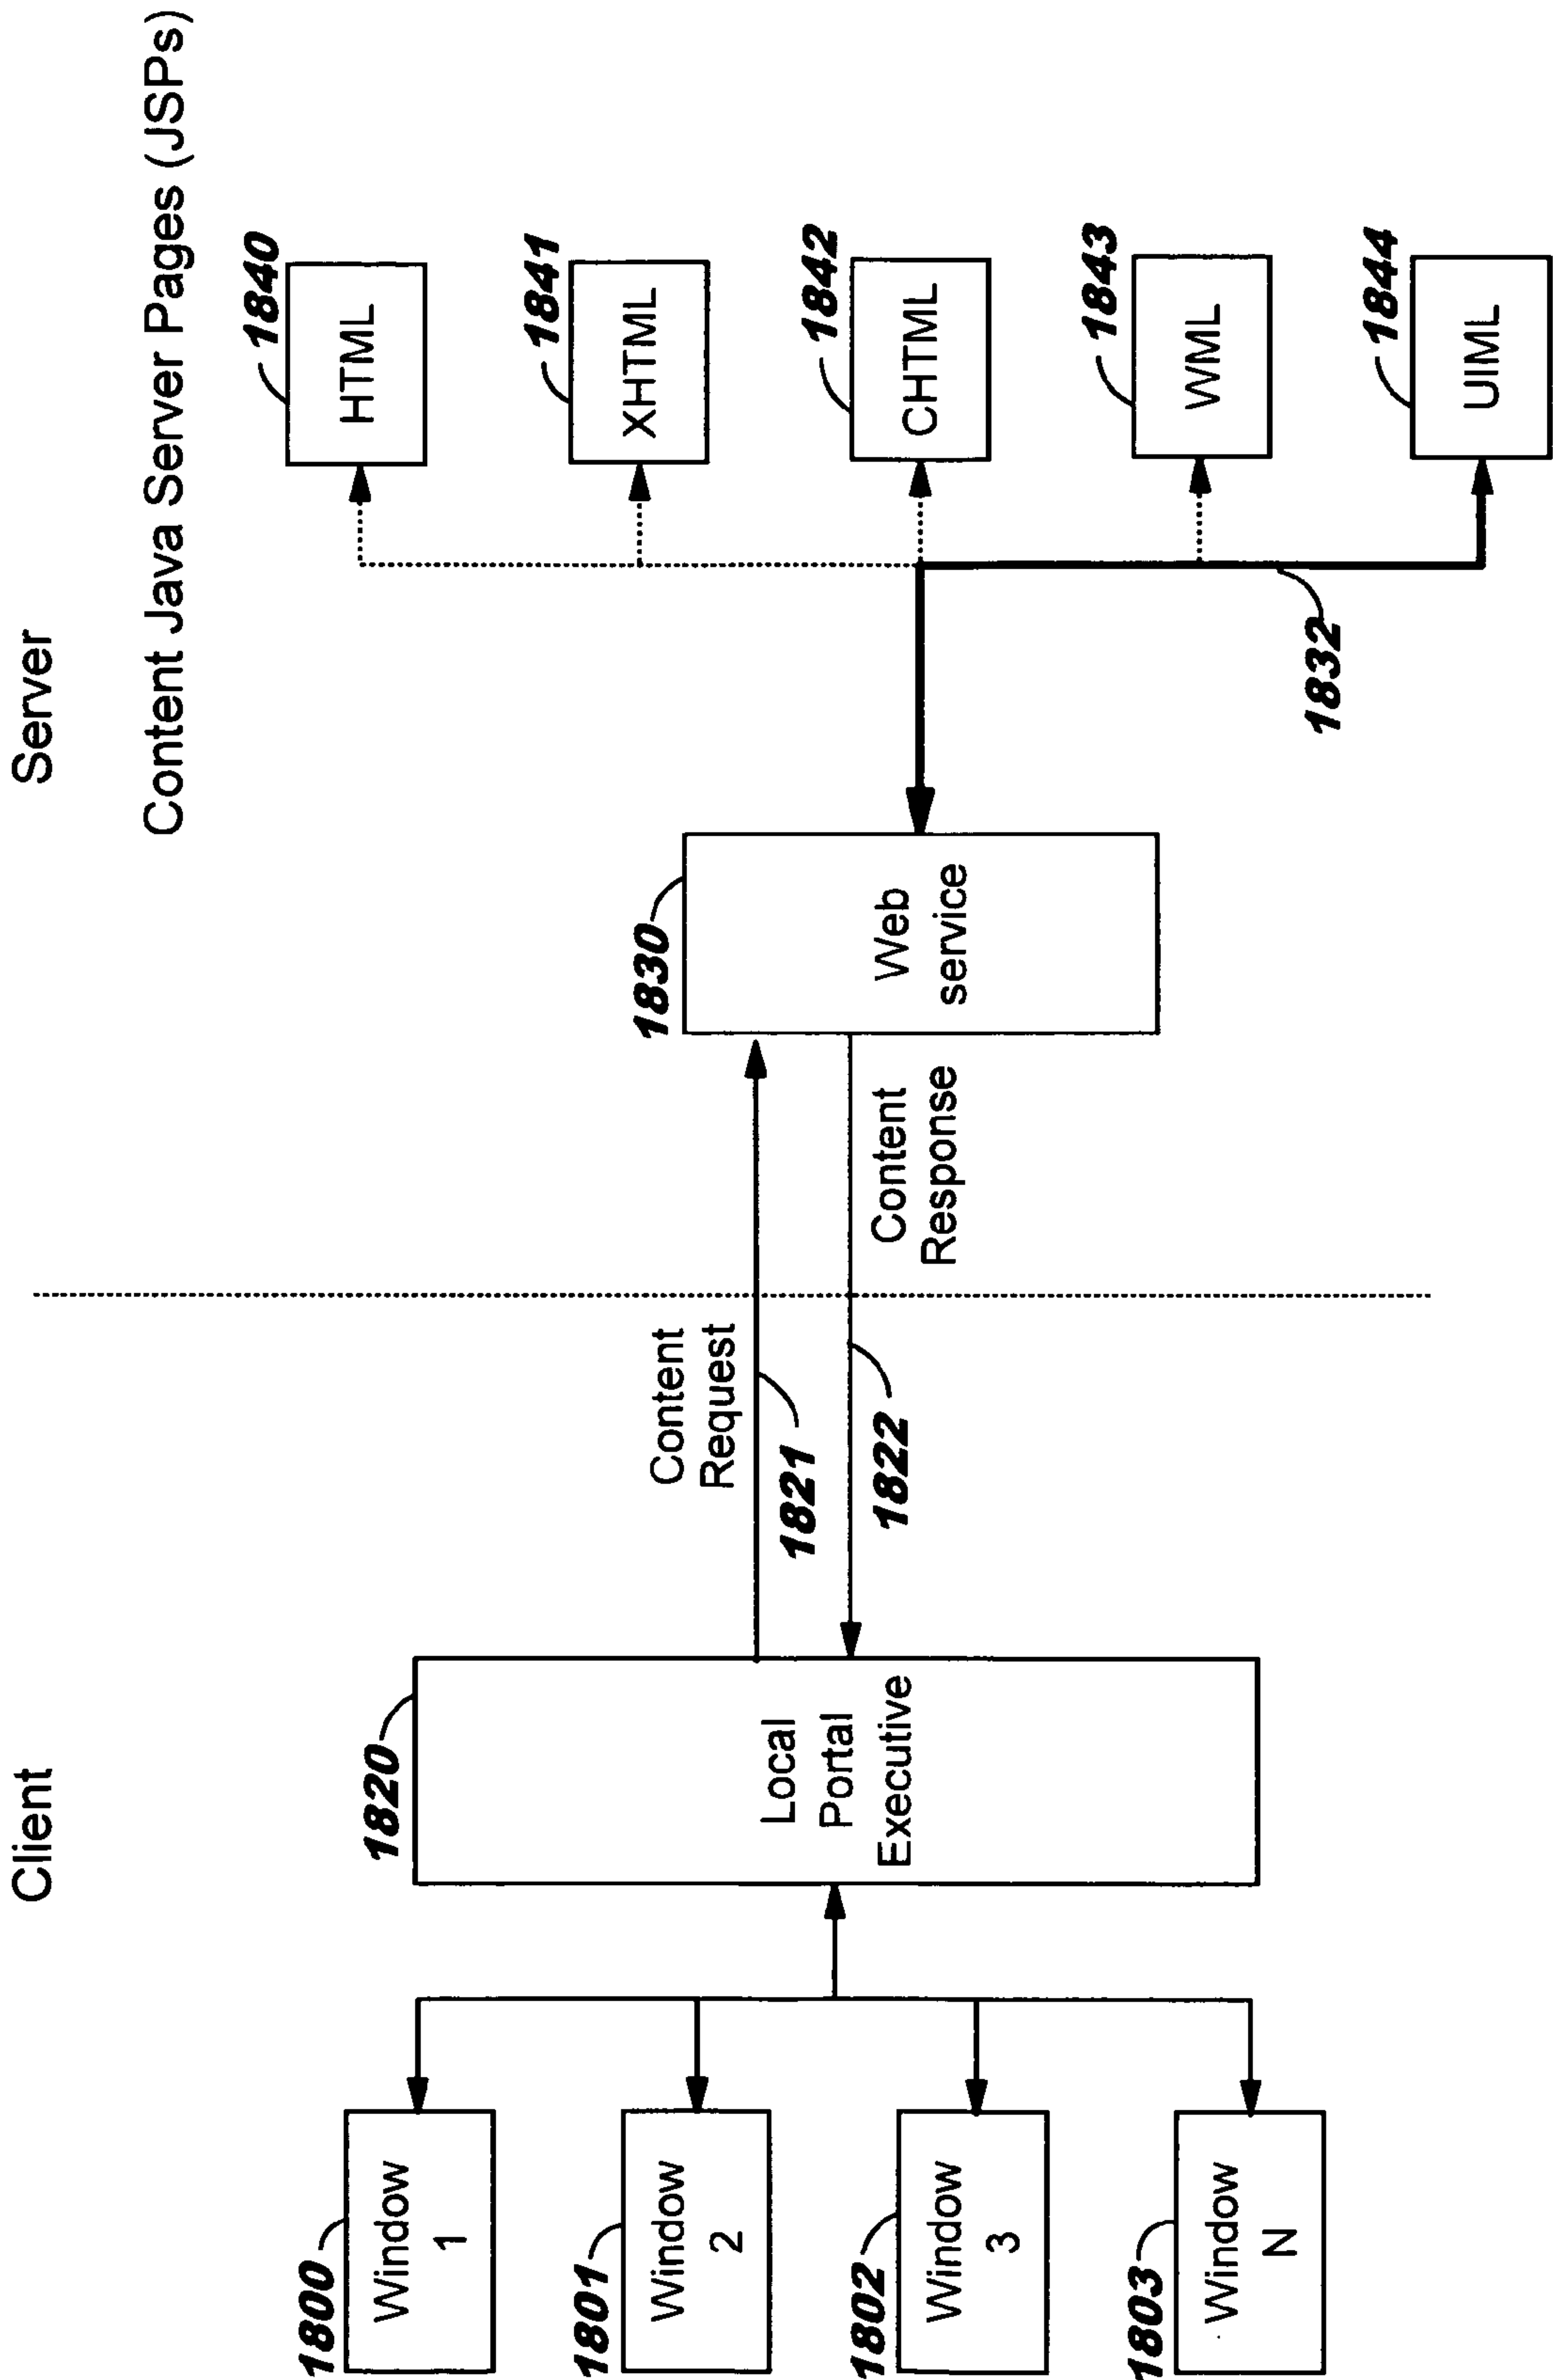 Client
Server
Content Java Server Pages (JSPs)
1800
Window
1
1801
Window
2
1802
Window
3
1803
Window
N
1820
Local
Portal
Executive
Content
Request
1821
1822
Content
Response
1830
Web
service
1832
1840
HTML
1841
XHTML
1842
CHTML
1843
WML
1844
UIML